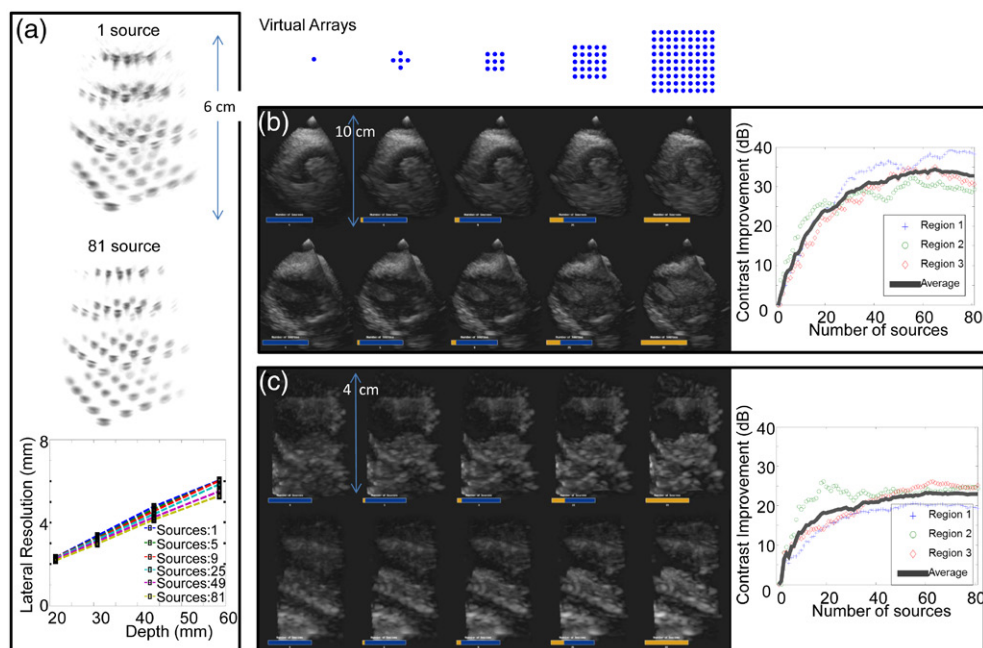 (a)
1 source
6 cm
81 source
Lateral Resolution (mm)
8
4
2
0
Sources:1
Sources:5
Sources:9
Sources:25
Sources:49
Sources:81
20 30 40 50 60
Depth (mm)
Virtual Arrays
(b)
10 cm
Contrast Improvement (dB)
40
30
20
10
0
Region 1
Region 2
Region 3
Average
0 20 40 60 80
Number of sources
(c)
4 cm
Contrast Improvement (dB)
40
30
20
10
0
Region 1
Region 2
Region 3
Average
0 20 40 60 80
Number of sources